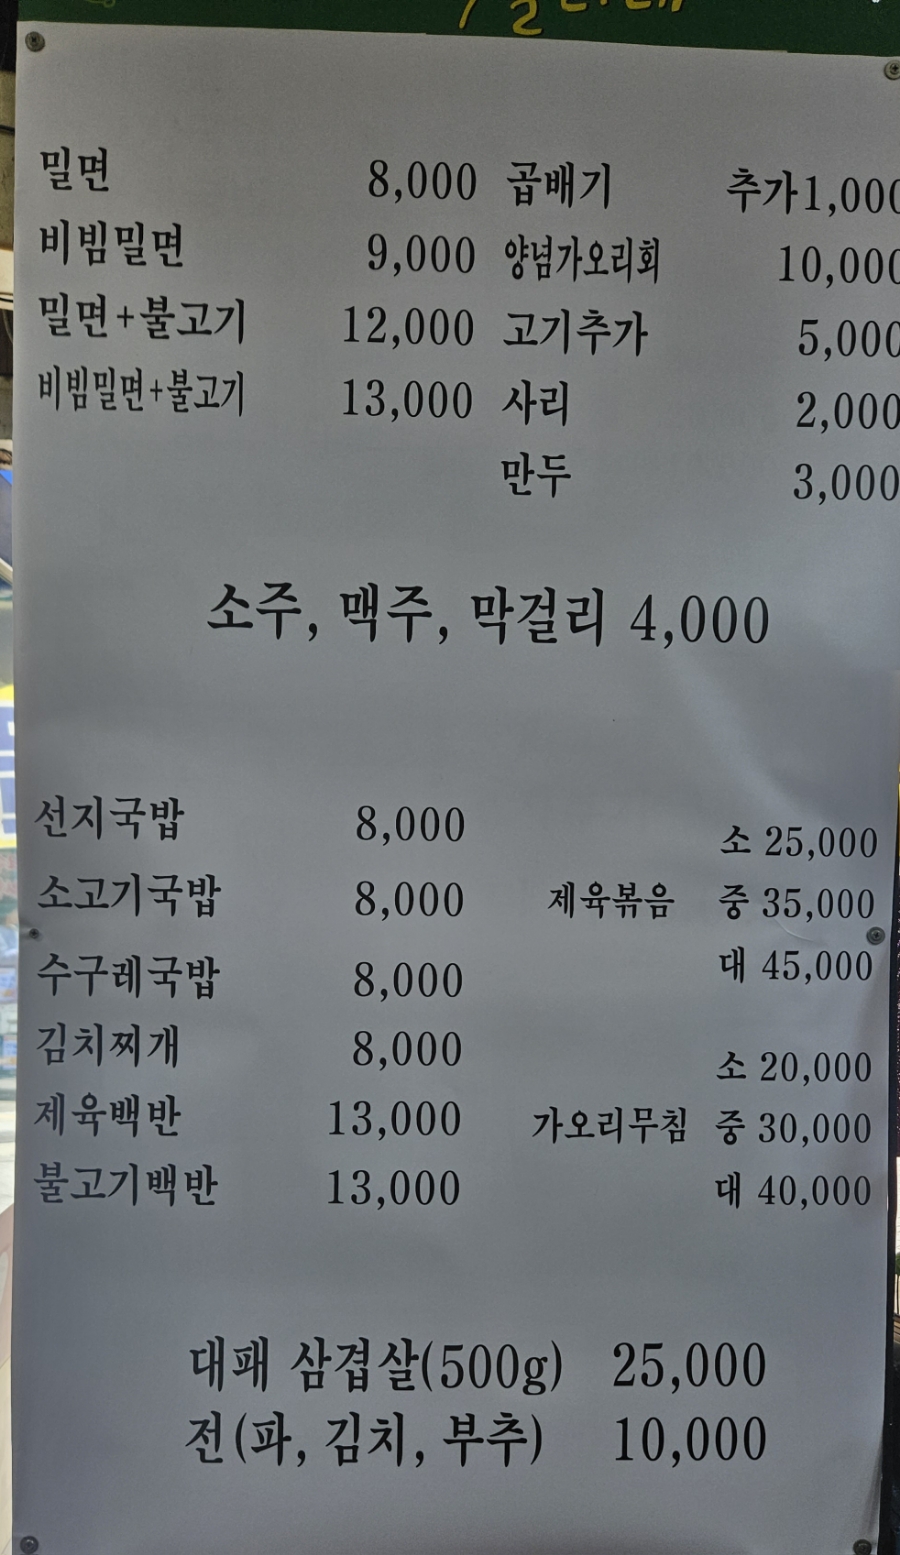 밀면 8,000
비빔밀면 9,000
밀면+불고기 12,000
비빔밀면+불고기 13,000
곱배기 추가1,000
양념가오리회 10,000
고기추가 5,000
사리 2,000
만두 3,000
소주, 맥주, 막걸리 4,000
선지국밥 8,000
소고기국밥 8,000
수구레국밥 8,000
김치찌개 8,000
제육백반 13,000
불고기백반 13,000
소 25,000
제육볶음 중 35,000
대 45,000
소 20,000
가오리무침 중 30,000
대 40,000
대패 삼겹살(500g) 25,000
전(파, 김치, 부추) 10,000